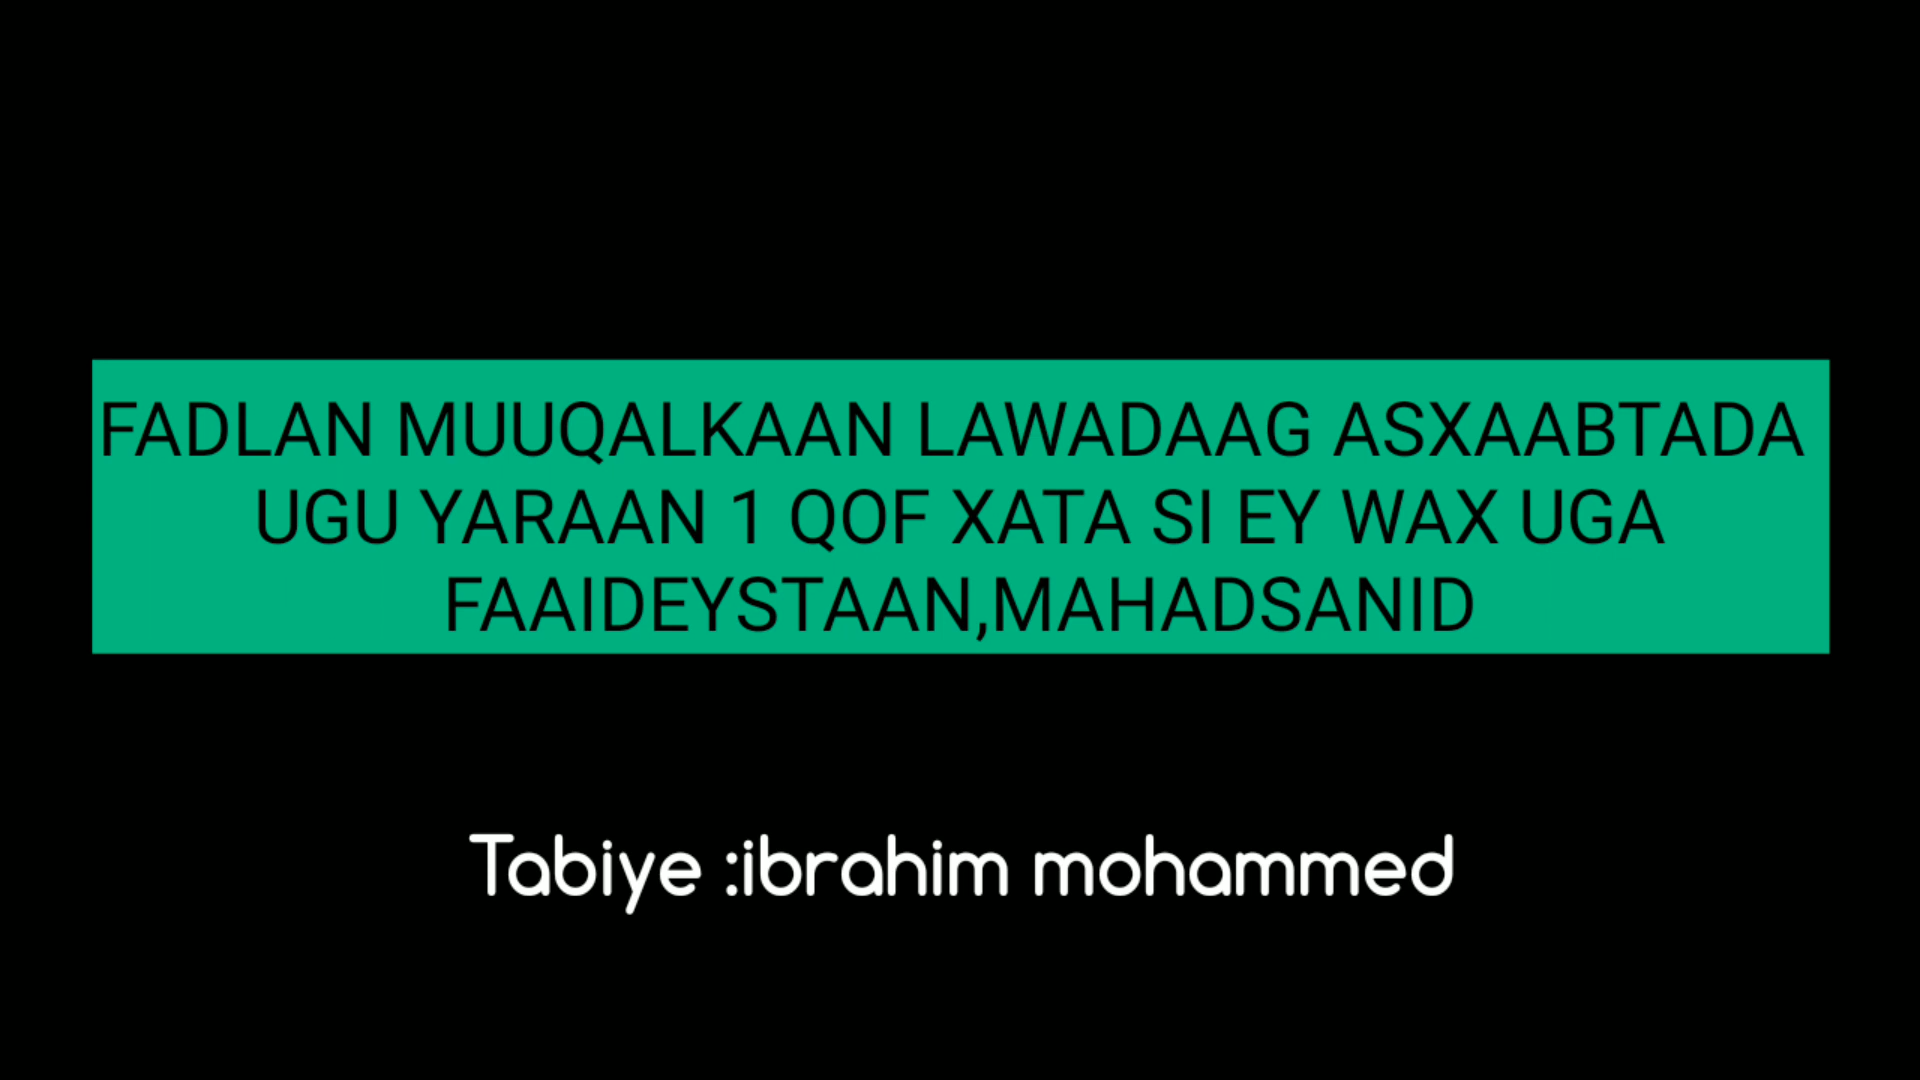 FADLAN MUUQALKAAN LAWADAAG ASXAABTADA
UGU YARAAN 1 QOF XATA SI EY WAX UGA
FAAIDEYSTAAN,MAHADSANID
Tabiye :ibrahim mohammed